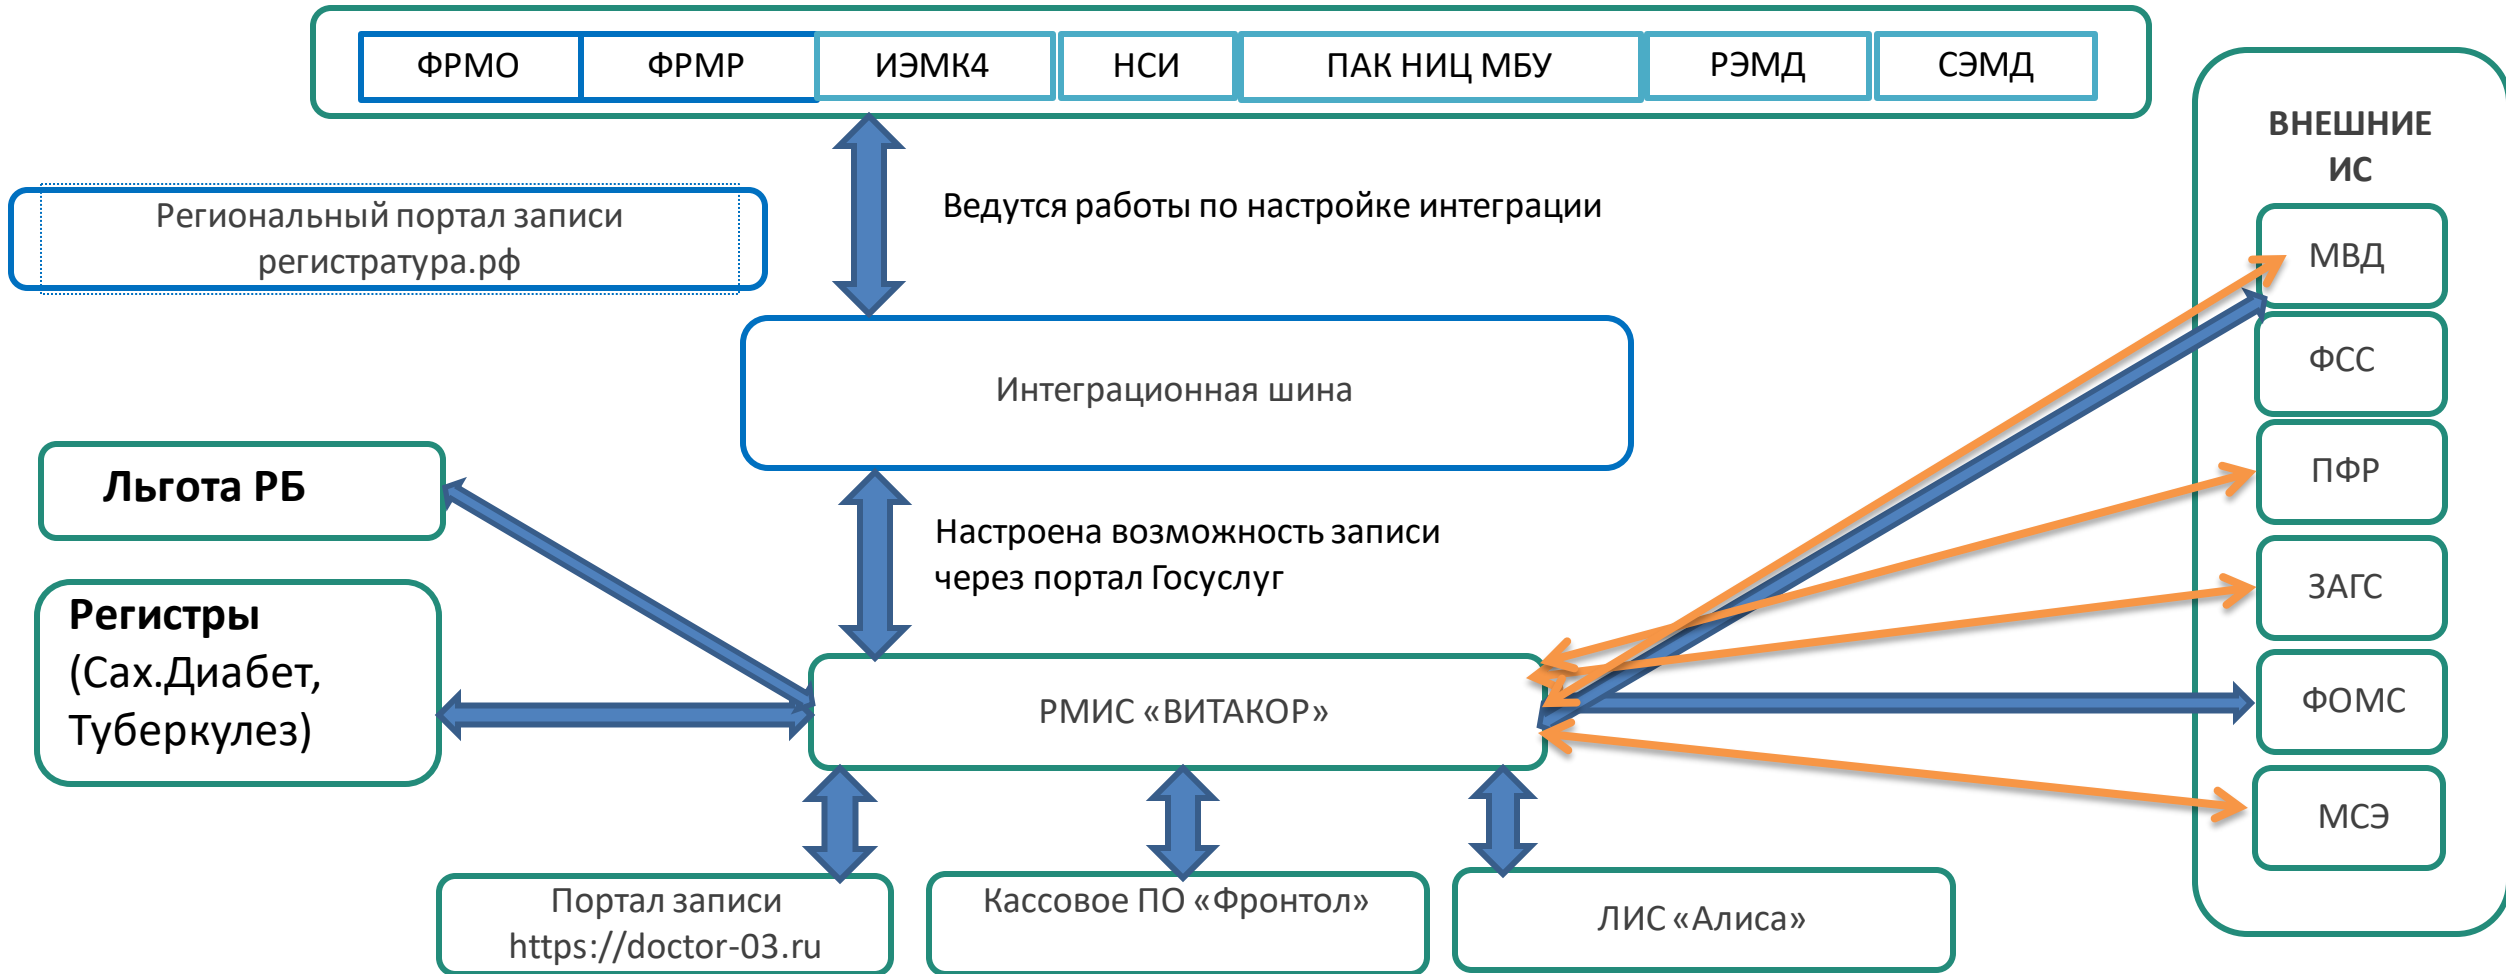 ФРМО
ФРМР
ИЭМК4
НСИ
ПАК НИЦ МБУ
РЭМД
СЭМД
ВНЕШНИЕ
ИС
Региональный портал записи
регистратура.рф
Ведутся работы по настройке интеграции
МВД
ФСС
Интеграционная шина
ПФР
Льгота РБ
Настроена возможность записи
через портал Госуслуг
ЗАГС
Регистры
(Сах.Диабет,
Туберкулез)
РМИС «ВИТАКОР»
ФОМС
МСЭ
Портал записи
https://doctor-03.ru
Кассовое ПО «Фронтол»
ЛИС «Алиса»